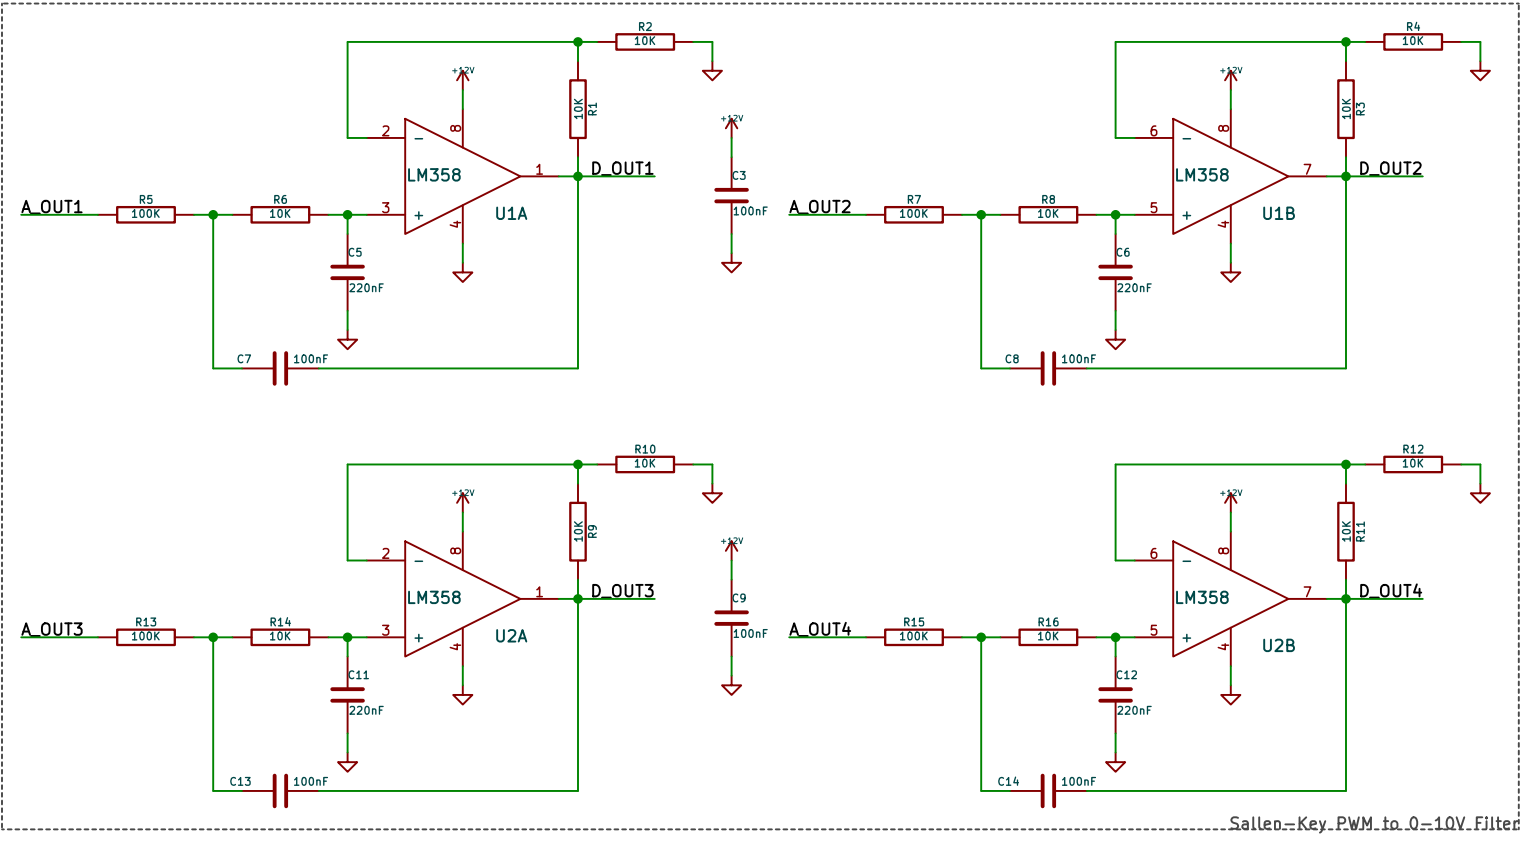 R2
10K
+12V
10K
R1
2
−
8
LM358
1
D_OUT1
3
+
4
U1A
A_OUT1
R5
100K
R6
10K
C5
220nF
C7
100nF
+12V
C3
100nF
R4
10K
+12V
10K
R3
6
−
8
LM358
7
D_OUT2
5
+
4
U1B
A_OUT2
R7
100K
R8
10K
C6
220nF
C8
100nF
R10
10K
+12V
10K
R9
2
−
8
LM358
1
D_OUT3
3
+
4
U2A
A_OUT3
R13
100K
R14
10K
C11
220nF
C13
100nF
+12V
C9
100nF
R12
10K
+12V
10K
R11
6
−
8
LM358
7
D_OUT4
5
+
4
U2B
A_OUT4
R15
100K
R16
10K
C12
220nF
C14
100nF
Sallen-Key PWM to 0-10V Filter